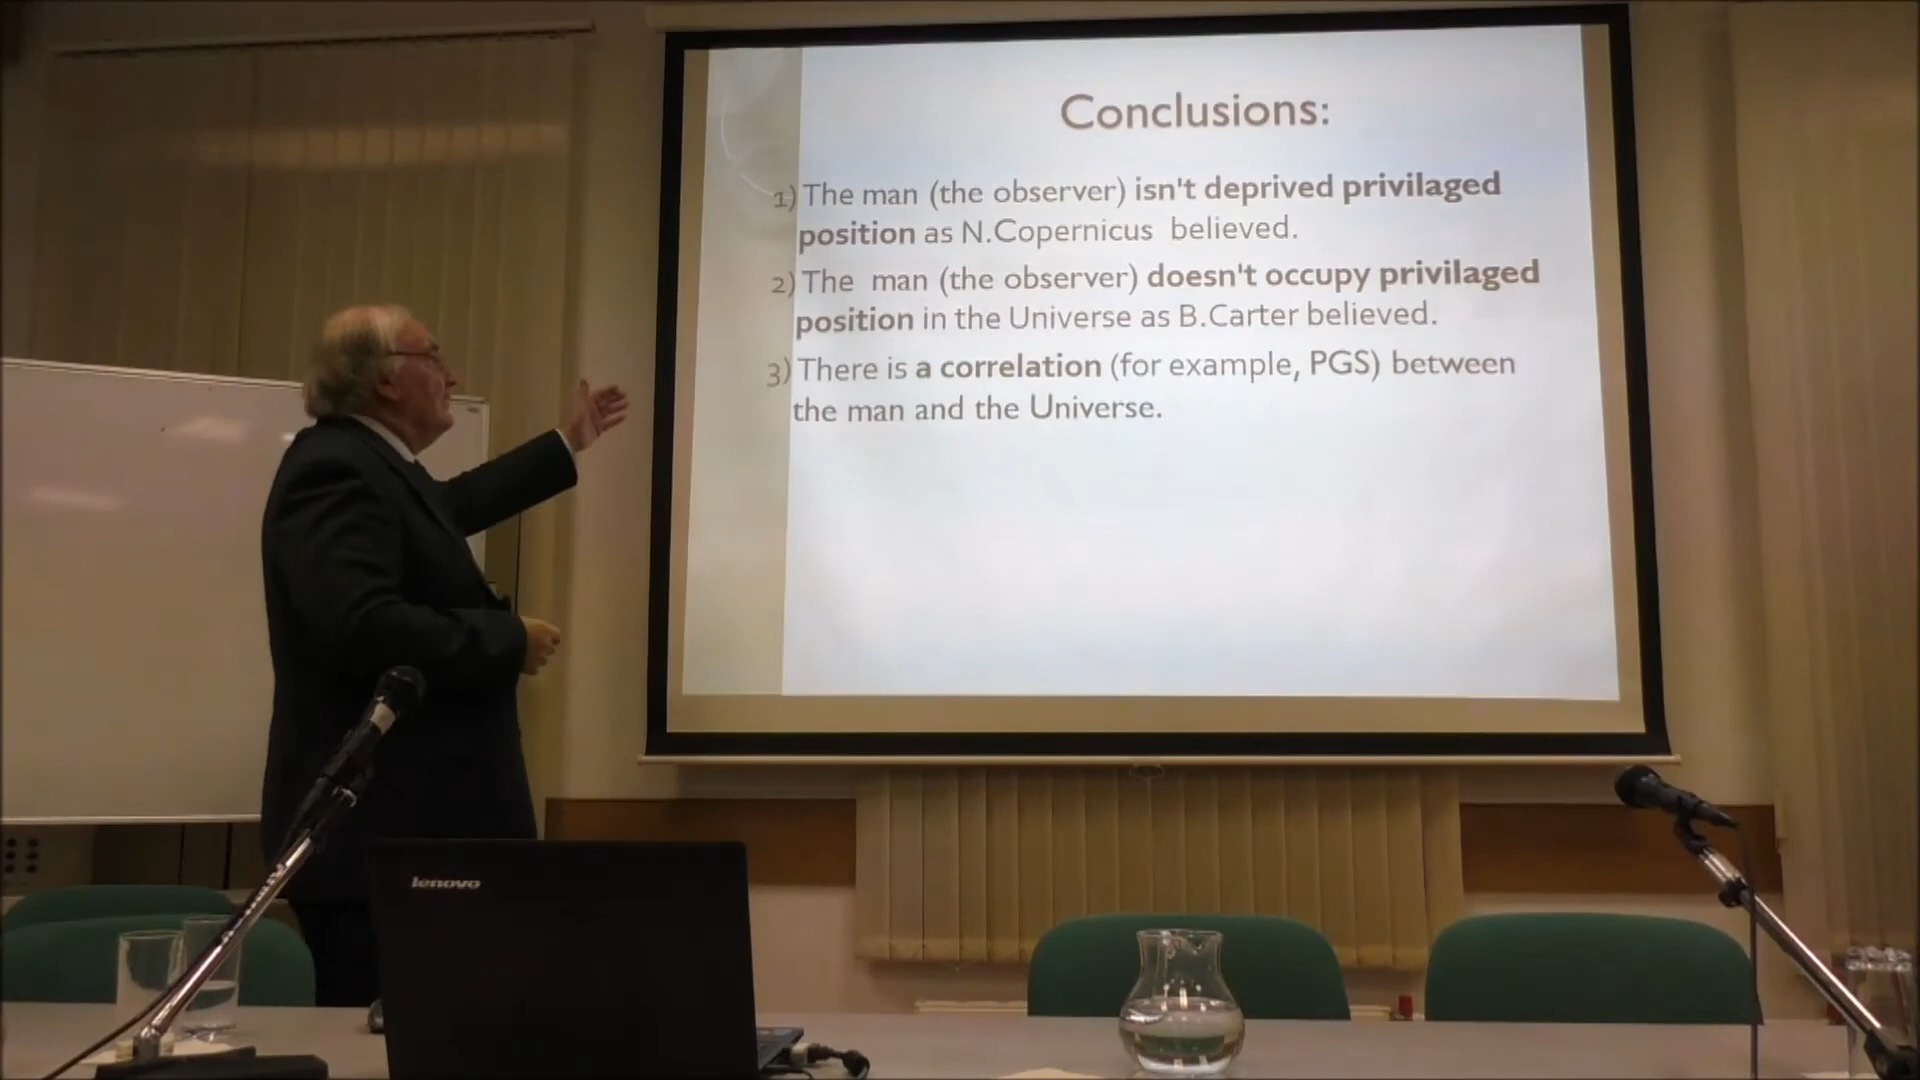 Conclusions:
1) The man (the observer) isn't deprived privilaged
position as N.Copernicus believed.
2) The man (the observer) doesn't occupy privilaged
position in the Universe as B.Carter believed.
3) There is a correlation (for example, PGS) between
the man and the Universe.
lenovo